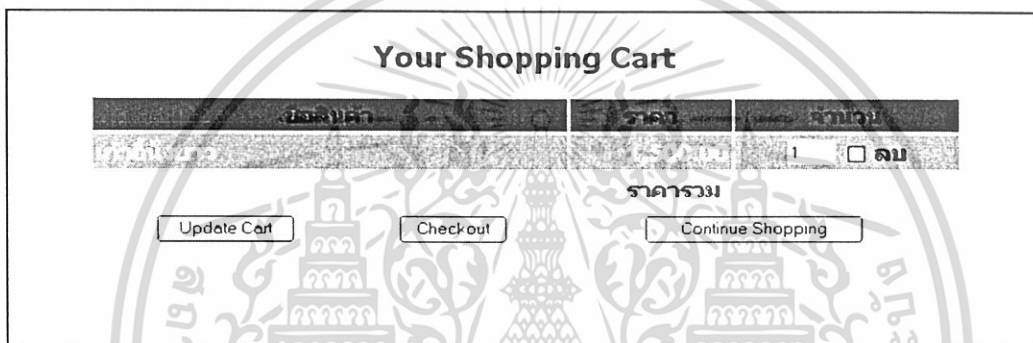 Your Shopping Cart
ชื่อสินค้า ราคา จำนวน
1 ลบ
ราคารวม
Update Cart Checkout Continue Shopping